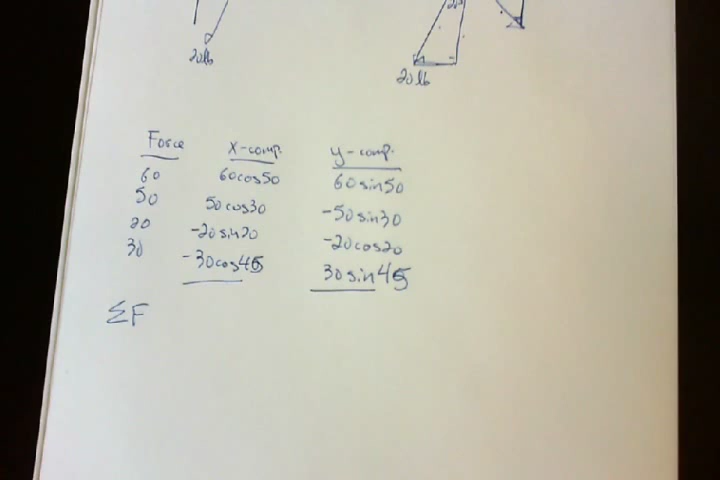 20lb
20lb
Force x-comp. y-comp.
60 60cos50 60sin50
50 50cos30 -50sin30
20 -20sin20 -20cos20
30 -30cos45 30sin45
ΣF